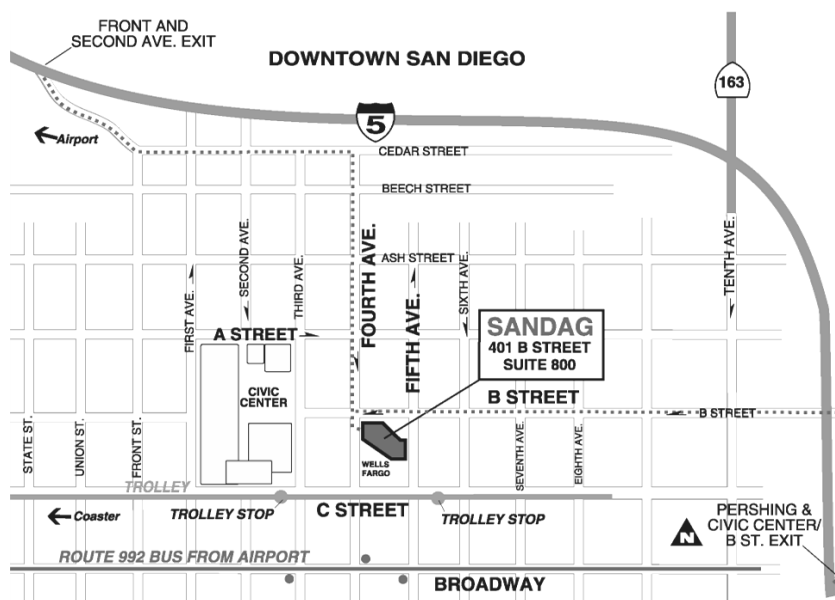 FRONT AND
SECOND AVE. EXIT
DOWNTOWN SAN DIEGO
163
5
Airport
CEDAR STREET
BEECH STREET
ASH STREET
FIRST AVE.
SECOND AVE.
THIRD AVE.
FOURTH AVE.
FIFTH AVE.
SIXTH AVE.
TENTH AVE.
A STREET
SANDAG
401 B STREET
SUITE 800
CIVIC
CENTER
B STREET
B STREET
STATE ST.
UNION ST.
FRONT ST.
WELLS
FARGO
SEVENTH AVE.
EIGHTH AVE.
TROLLEY
Coaster
TROLLEY STOP
C STREET
TROLLEY STOP
PERSHING &
CIVIC CENTER/
B ST. EXIT
N
ROUTE 992 BUS FROM AIRPORT
BROADWAY